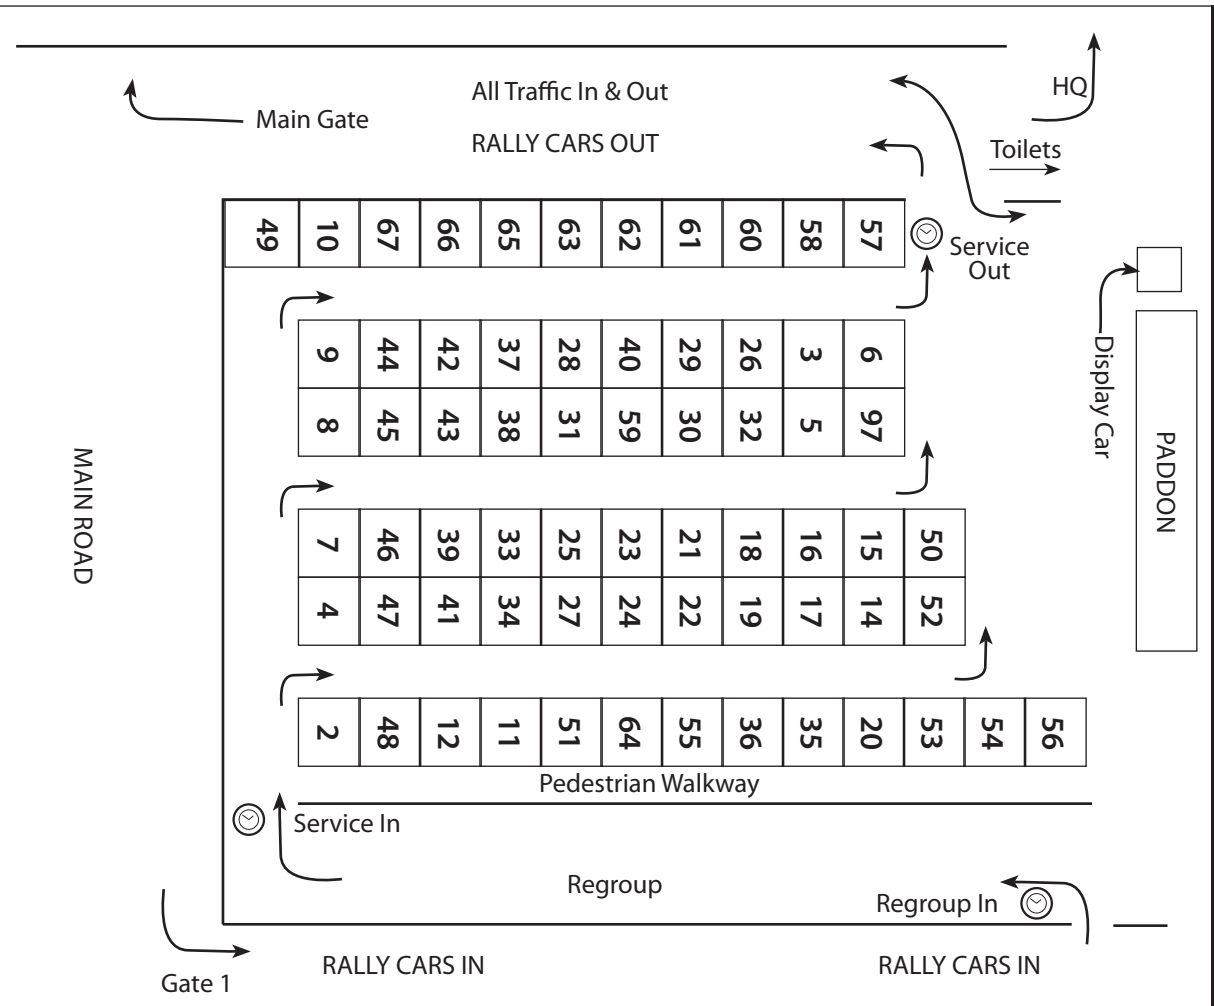 HQ
All Traffic In & Out
Main Gate
RALLY CARS OUT
Toilets
49 10 67 66 65 63 62 61 60 58 57
Service
Out
9 44 42 37 28 40 29 26 3 6
Display Car
8 45 43 38 31 59 30 32 5 97
MAIN ROAD
PADDON
7 46 39 33 25 23 21 18 16 15 50
4 47 41 34 27 24 22 19 17 14 52
2 48 12 11 51 64 55 36 35 20 53 54 56
Pedestrian Walkway
Service In
Regroup
Regroup In
RALLY CARS IN
RALLY CARS IN
Gate 1